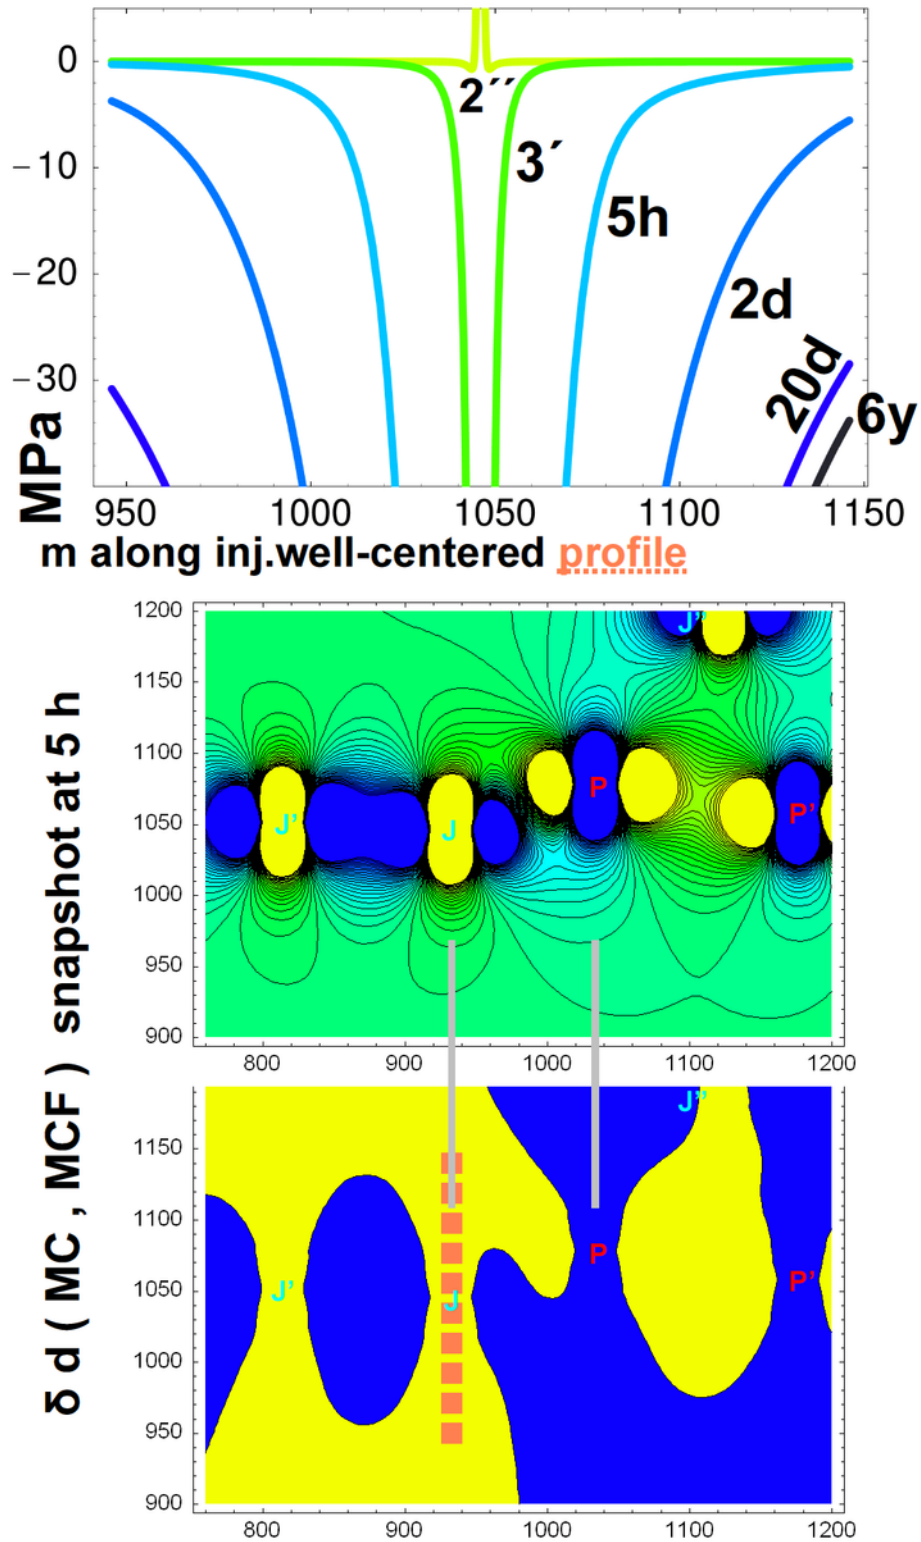 0
2´´
3´
−10
5h
−20
2d
−30
20d
6y
MPa
950 1000 1050 1100 1150
m along inj.well-centered profile
δ d ( MC , MCF ) snapshot at 5 h
1200
J”
1150
1100
P
P’
1050
J’
J
1000
950
900
800 900 1000 1100 1200
J”
1150
1100
P
P’
1050
J’
J
1000
950
900
800 900 1000 1100 1200